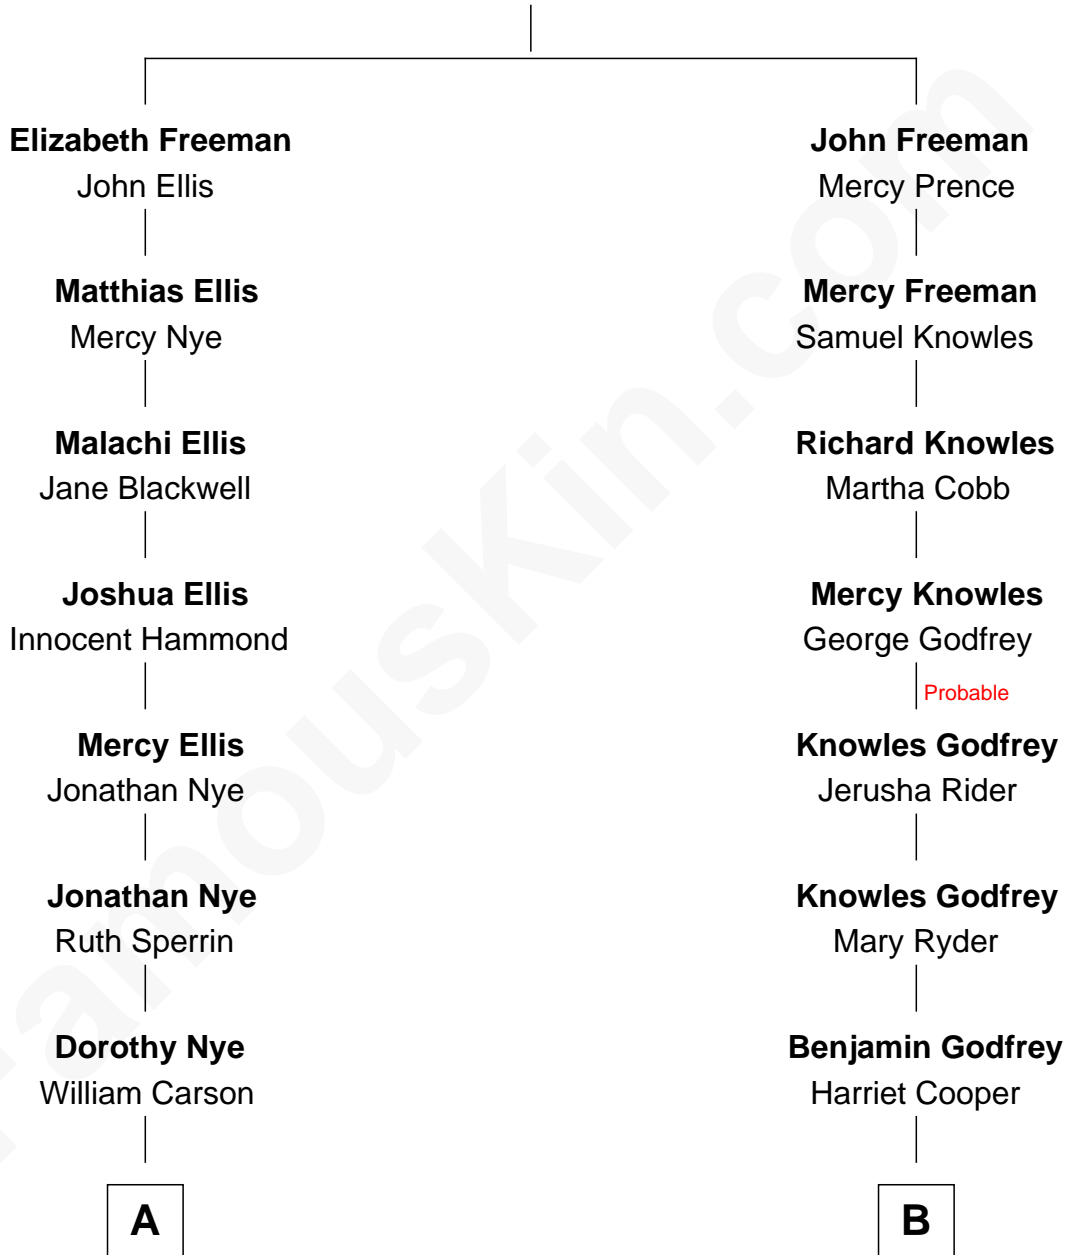 Elizabeth Freeman
John Ellis
John Freeman
Mercy Prence
Matthias Ellis
Mercy Nye
Mercy Freeman
Samuel Knowles
Malachi Ellis
Jane Blackwell
Richard Knowles
Martha Cobb
Joshua Ellis
Innocent Hammond
Mercy Knowles
George Godfrey
Probable
Mercy Ellis
Jonathan Nye
Knowles Godfrey
Jerusha Rider
Jonathan Nye
Ruth Sperrin
Knowles Godfrey
Mary Ryder
Dorothy Nye
William Carson
Benjamin Godfrey
Harriet Cooper
A
B
FamousKin.com